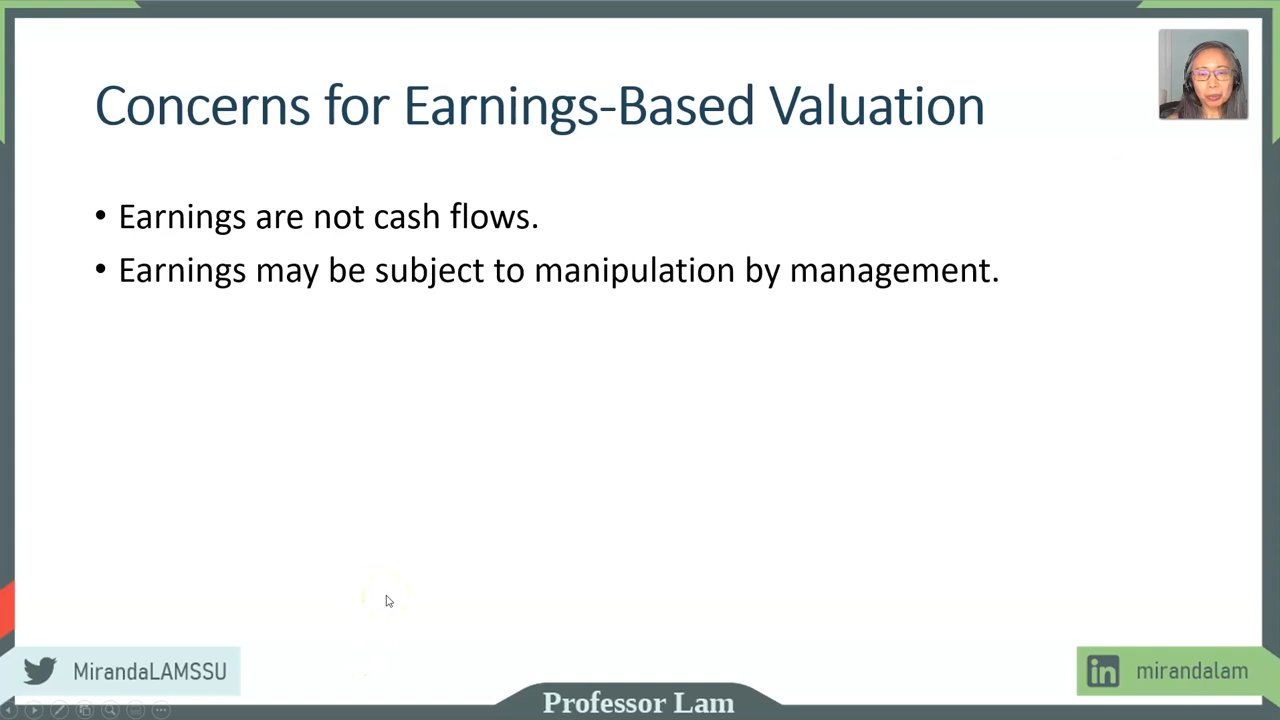 Concerns for Earnings-Based Valuation
• Earnings are not cash flows.
• Earnings may be subject to manipulation by management.
MirandaLAMSSU
in mirandalam
Professor Lam